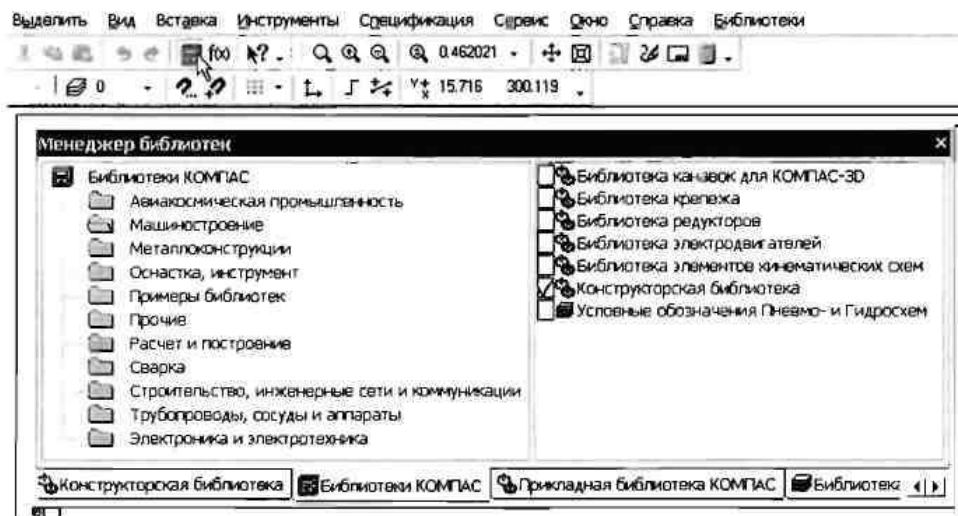 Выделить Вид Вставка Инструменты Спецификация Сервис Окно Справка Библиотеки
f(x) 0.462021
0 15.716 300.119
Менеджер библиотек
Библиотеки КОМПАС
Авиакосмическая промышленность
Машиностроение
Металлоконструкции
Оснастка, инструмент
Примеры библиотек
Прочие
Расчет и построение
Сварка
Строительство, инженерные сети и коммуникации
Трубопроводы, сосуды и аппараты
Электроника и электротехника
Библиотека канавок для КОМПАС-3D
Библиотека крепежа
Библиотека редукторов
Библиотека электродвигателей
Библиотека элементов кинематических схем
Конструкторская библиотека
Условные обозначения Пневмо- и Гидросхем
Конструкторская библиотека Библиотеки КОМПАС Прикладная библиотека КОМПАС Библиотека